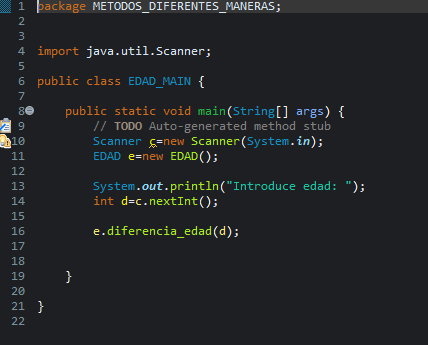 1 package METODOS_DIFERENTES_MANERAS;
2
3
4 import java.util.Scanner;
5
6 public class EDAD_MAIN {
7
8 public static void main(String[] args) {
9 // TODO Auto-generated method stub
10 Scanner c=new Scanner(System.in);
11 EDAD e=new EDAD();
12
13 System.out.println("Introduce edad: ");
14 int d=c.nextInt();
15
16 e.diferencia_edad(d);
17
18
19 }
20
21 }
22